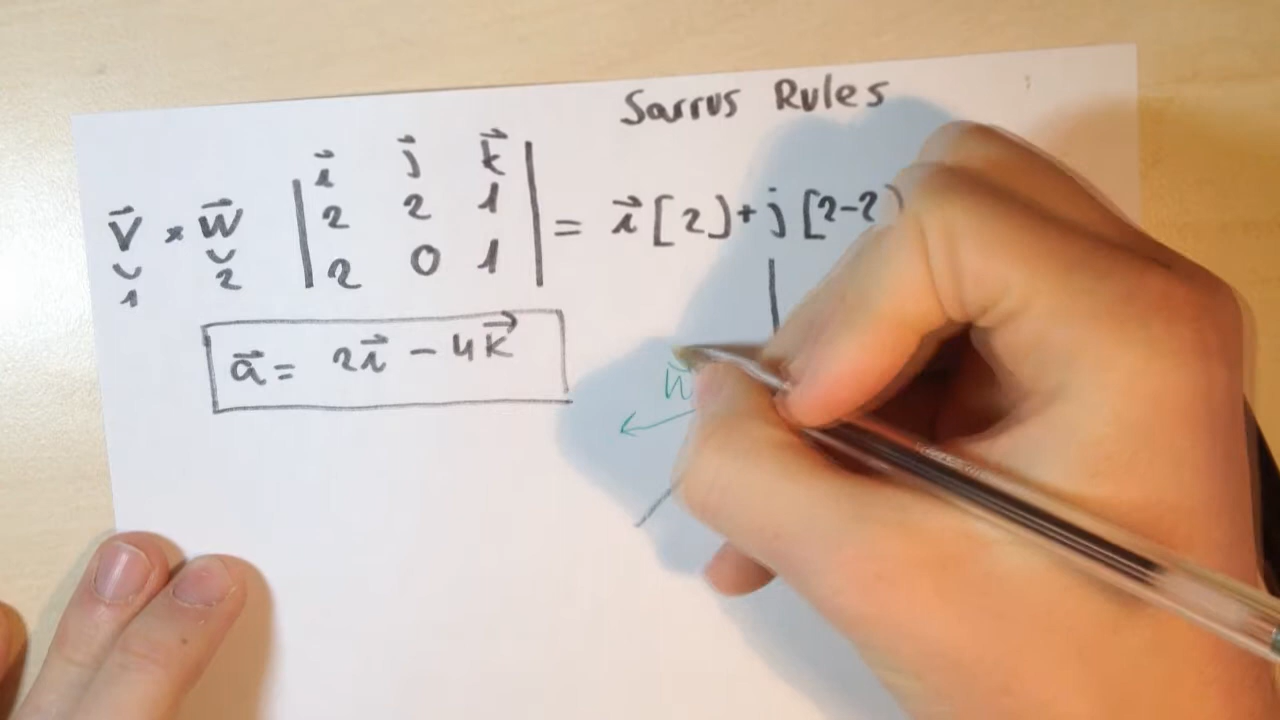 Sarrus Rules
i⃗ j⃗ k⃗
v⃗ × w⃗ | 2 2 1 | = i⃗ [2] + j [2-2)
1 2 | 2 0 1 |
a⃗ = 2i⃗ - 4k⃗
w⃗